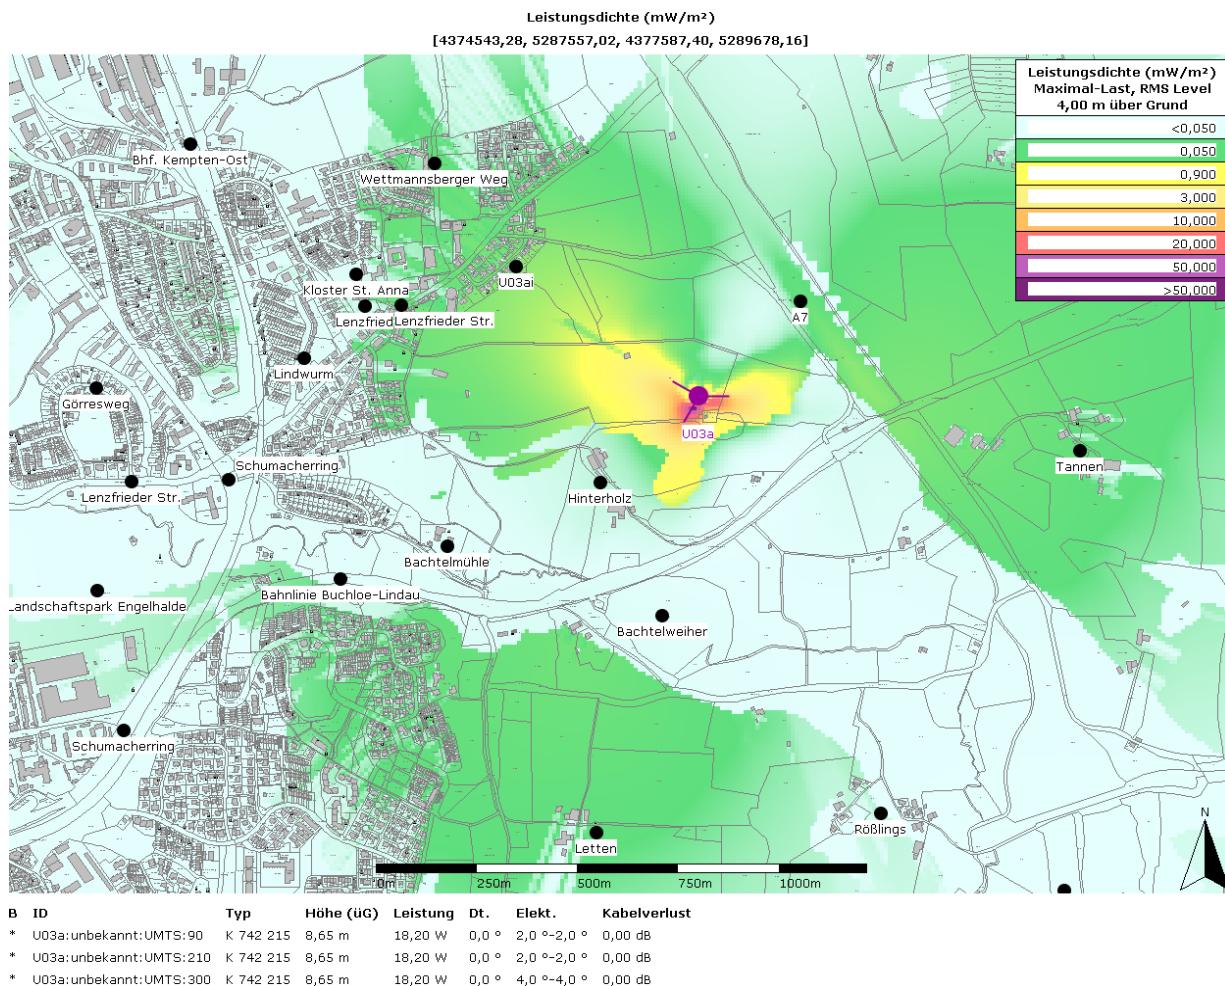 Leistungsdichte (mW/m²)
[4374543,28, 5287557,02, 4377587,40, 5289678,16]
Leistungsdichte (mW/m²)
Maximal-Last, RMS Level
4,00 m über Grund
<0,050
0,050
0,900
3,000
10,000
20,000
50,000
>50,000
Bhf. Kempten-Ost
Wettmannsberger Weg
U03ai
Kloster St. Anna
Lenzfried
Lenzfrieder Str.
A7
Lindwurm
Görresweg
U03a
Schumacherring
Tannen
Lenzfrieder Str.
Hinterholz
Bachtelmühle
Bahnlinie Buchloe-Lindau
Landschaftspark Engelhalde
Bachtelweiher
Schumacherring
Rößlings
Letten
N
0m 250m 500m 750m 1000m
B ID Typ Höhe (üG) Leistung Dt. Elekt. Kabelverlust
* U03a:unbekannt:UMTS:90 K 742 215 8,65 m 18,20 W 0,0 ° 2,0 °-2,0 ° 0,00 dB
* U03a:unbekannt:UMTS:210 K 742 215 8,65 m 18,20 W 0,0 ° 2,0 °-2,0 ° 0,00 dB
* U03a:unbekannt:UMTS:300 K 742 215 8,65 m 18,20 W 0,0 ° 4,0 °-4,0 ° 0,00 dB